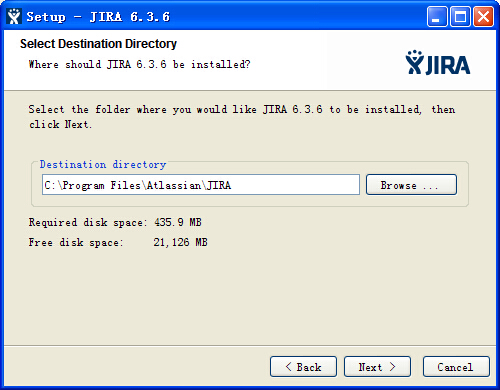 Setup - JIRA 6.3.6
Select Destination Directory
Where should JIRA 6.3.6 be installed?
JIRA
Select the folder where you would like JIRA 6.3.6 to be installed, then
click Next.
Destination directory
C:\Program Files\Atlassian\JIRA
Browse ...
Required disk space: 435.9 MB
Free disk space: 21,126 MB
< Back
Next >
Cancel